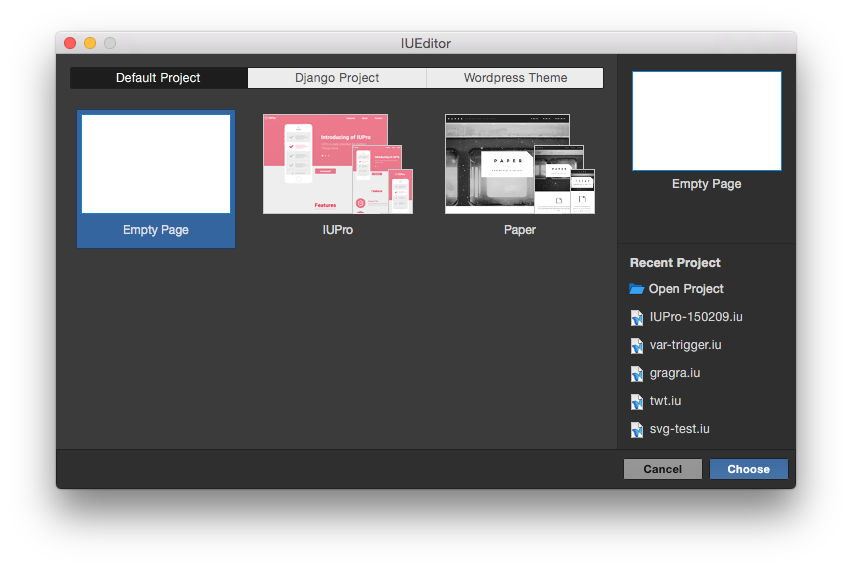 IUEditor
Default Project
Django Project
Wordpress Theme
Introducing of IUPro
Features
PAPER
Empty Page
IUPro
Paper
Empty Page
Recent Project
Open Project
IUPro-150209.iu
var-trigger.iu
gragra.iu
twt.iu
svg-test.iu
Cancel
Choose